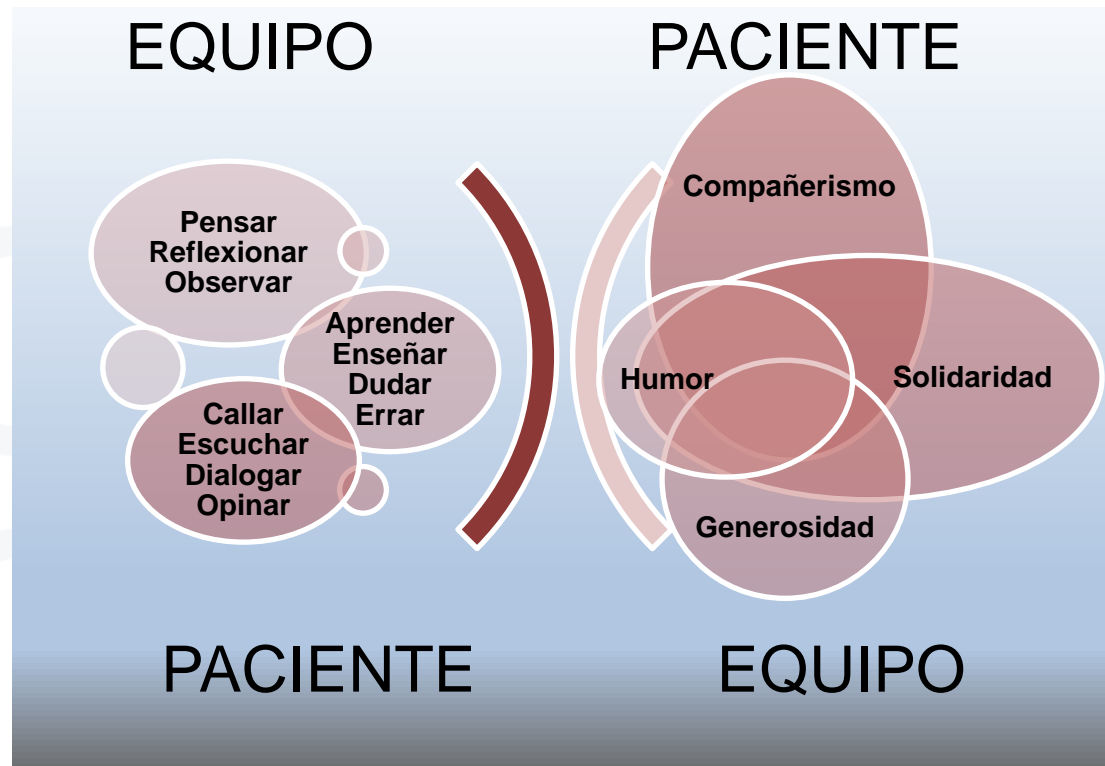 EQUIPO
PACIENTE
Pensar
Reflexionar
Observar
Aprender
Enseñar
Dudar
Errar
Callar
Escuchar
Dialogar
Opinar
Compañerismo
Humor
Solidaridad
Generosidad
PACIENTE
EQUIPO